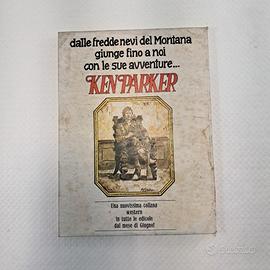 dalle fredde nevi del Montana
giunge fino a noi
con le sue avventure...
KEN PARKER
Una nuovissima collana
western
in tutte le edicole
dal mese di Giugno!
subito